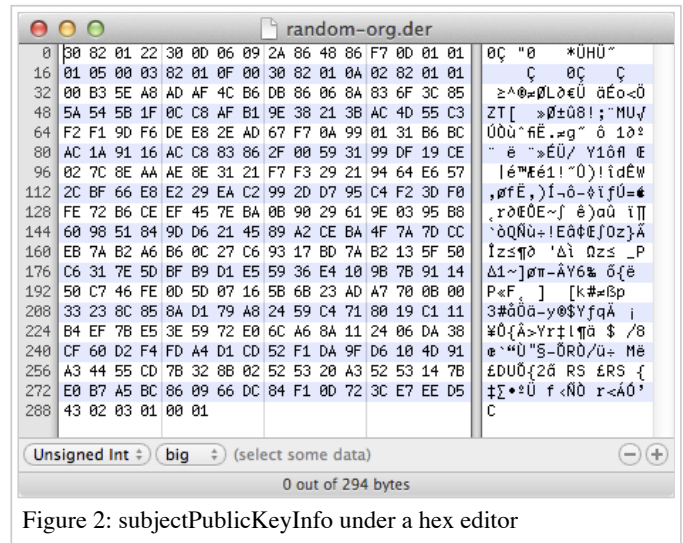 random-org.der
0 30 82 01 22 30 0D 06 09 2A 86 48 86 F7 0D 01 01
16 01 05 00 03 82 01 0F 00 30 82 01 0A 02 82 01 01
32 00 B3 5E A8 AD AF 4C B6 DB 86 06 8A 83 6F 3C 85
48 5A 54 5B 1F 0C C8 AF B1 9E 38 21 3B AC 4D 55 C3
64 F2 F1 9D F6 DE E8 2E AD 67 F7 0A 99 01 31 B6 BC
80 AC 1A 91 16 AC C8 83 86 2F 00 59 31 99 DF 19 CE
96 02 7C 8E AA AE 8E 31 21 F7 F3 29 21 94 64 E6 57
112 2C BF 66 E8 E2 29 EA C2 99 2D D7 95 C4 F2 3D F0
128 FE 72 B6 CE EF 45 7E BA 0B 90 29 61 9E 03 95 B8
144 60 98 51 84 9D D6 21 45 89 A2 CE BA 4F 7A 7D CC
160 EB 7A B2 A6 B6 0C 27 C6 93 17 BD 7A B2 13 5F 50
176 C6 31 7E 5D BF B9 D1 E5 59 36 E4 10 9B 7B 91 14
192 50 C7 46 FE 0D 5D 07 16 5B 6B 23 AD A7 70 0B 00
208 33 23 8C 85 8A D1 79 A8 24 59 C4 71 80 19 C1 11
224 B4 EF 7B E5 3E 59 72 E0 6C A6 8A 11 24 06 DA 38
240 CF 60 D2 F4 FD A4 D1 CD 52 F1 DA 9F D6 10 4D 91
256 A3 44 55 CD 7B 32 8B 02 52 53 20 A3 52 53 14 7B
272 E0 B7 A5 BC 86 09 66 DC 84 F1 0D 72 3C E7 EE D5
288 43 02 03 01 00 01
Unsigned Int big (select some data)
0 out of 294 bytes
Figure 2: subjectPublicKeyInfo under a hex editor